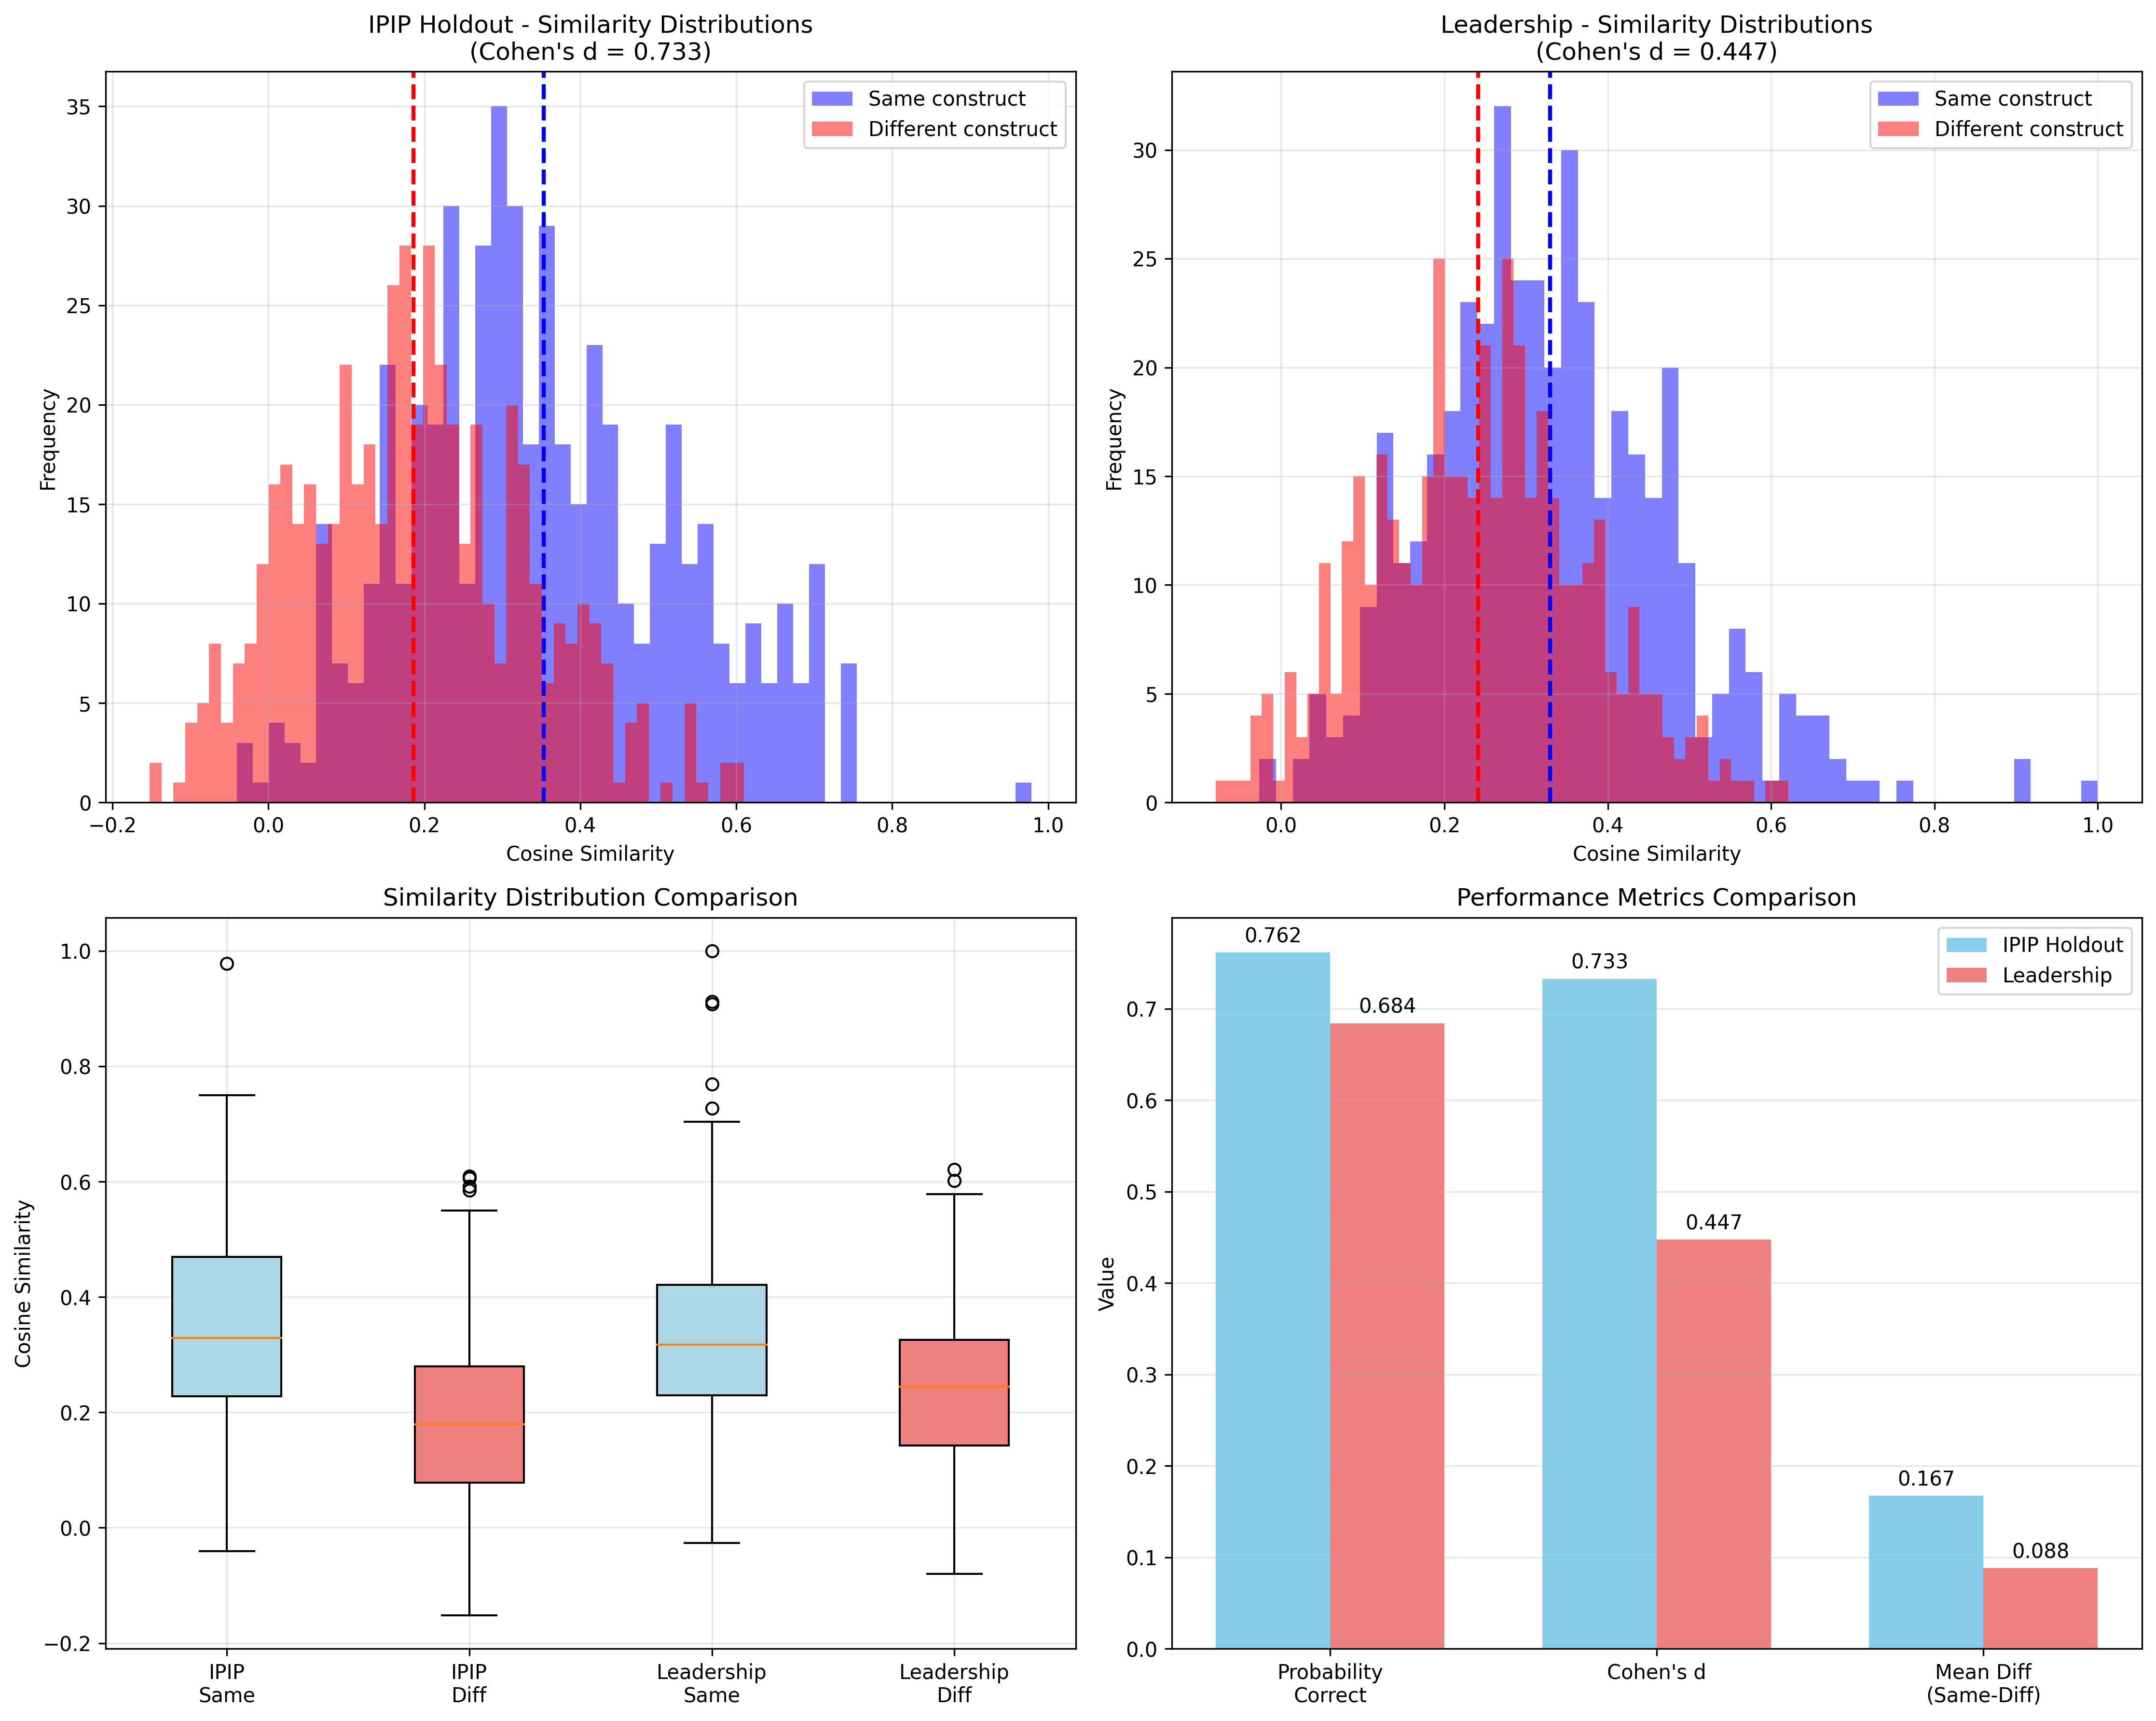 IPIP Holdout - Similarity Distributions
(Cohen's d = 0.733)
Same construct
Different construct
Frequency
35
30
25
20
15
10
5
0
−0.2
0.0
0.2
0.4
0.6
0.8
1.0
Cosine Similarity
Leadership - Similarity Distributions
(Cohen's d = 0.447)
Same construct
Different construct
Frequency
30
25
20
15
10
5
0
0.0
0.2
0.4
0.6
0.8
1.0
Cosine Similarity
Similarity Distribution Comparison
Cosine Similarity
1.0
0.8
0.6
0.4
0.2
0.0
−0.2
IPIP
Same
IPIP
Diff
Leadership
Same
Leadership
Diff
Performance Metrics Comparison
IPIP Holdout
Leadership
Value
0.7
0.6
0.5
0.4
0.3
0.2
0.1
0.0
0.762
0.684
0.733
0.447
0.167
0.088
Probability
Correct
Cohen's d
Mean Diff
(Same-Diff)